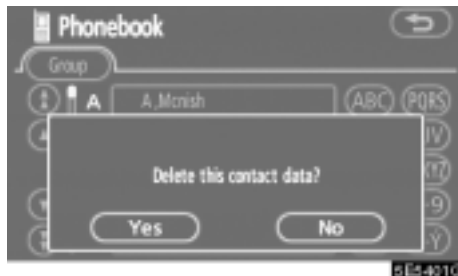 Phonebook
Group
A A.Mcnish ABC PQRS
Delete this contact data?
Yes No